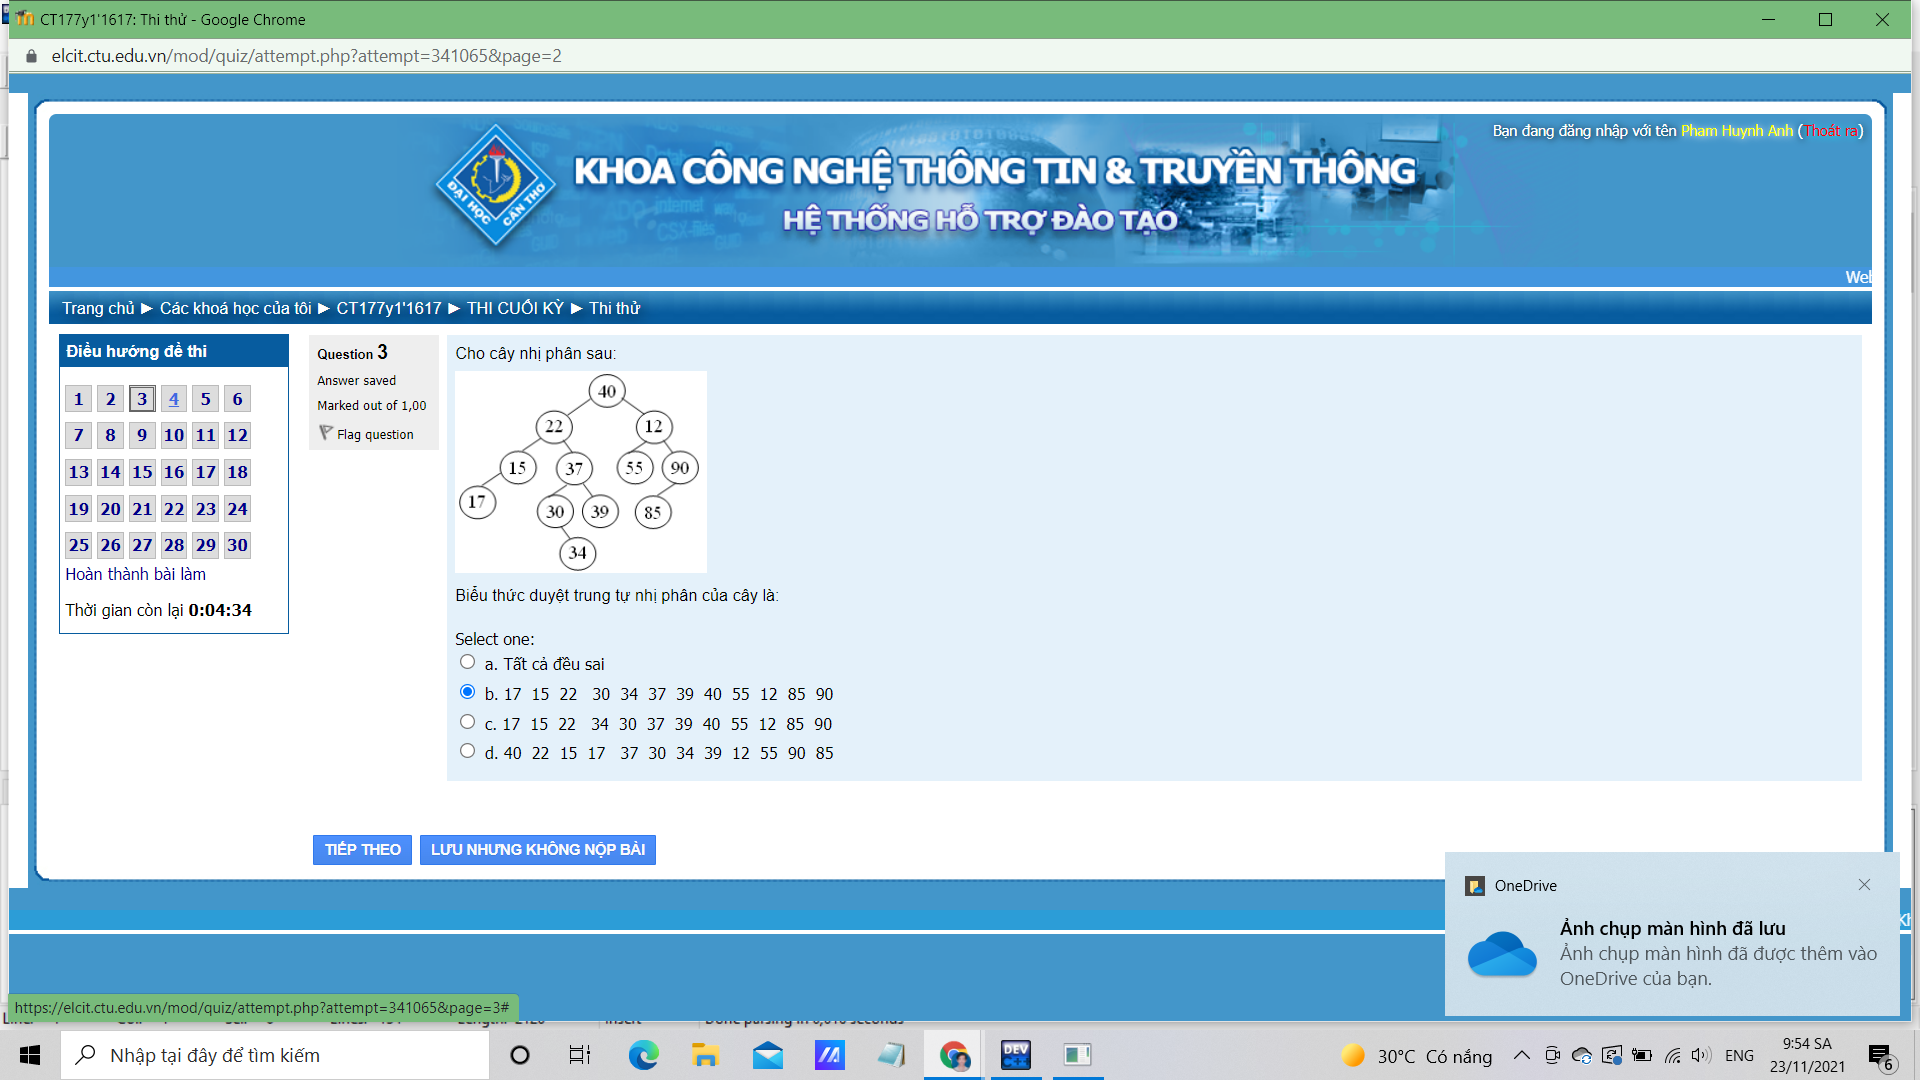 CT177y1'1617: Thi thử - Google Chrome
elcit.ctu.edu.vn/mod/quiz/attempt.php?attempt=341065&page=2
Bạn đang đăng nhập với tên Pham Huynh Anh (Thoát ra)
ĐẠI HỌC CẦN THƠ
KHOA CÔNG NGHỆ THÔNG TIN & TRUYỀN THÔNG
HỆ THỐNG HỖ TRỢ ĐÀO TẠO
Web
Trang chủ ► Các khoá học của tôi ► CT177y1'1617 ► THI CUỐI KỲ ► Thi thử
Điều hướng đề thi
1 2 3 4 5 6
7 8 9 10 11 12
13 14 15 16 17 18
19 20 21 22 23 24
25 26 27 28 29 30
Hoàn thành bài làm
Thời gian còn lại 0:04:34
Question 3
Answer saved
Marked out of 1,00
Flag question
Cho cây nhị phân sau:
40
22 12
15 37 55 90
17 30 39 85
34
Biểu thức duyệt trung tự nhị phân của cây là:
Select one:
a. Tất cả đều sai
b. 17 15 22 30 34 37 39 40 55 12 85 90
c. 17 15 22 34 30 37 39 40 55 12 85 90
d. 40 22 15 17 37 30 34 39 12 55 90 85
TIẾP THEO
LƯU NHƯNG KHÔNG NỘP BÀI
OneDrive
Ảnh chụp màn hình đã lưu
Ảnh chụp màn hình đã được thêm vào
OneDrive của bạn.
https://elcit.ctu.edu.vn/mod/quiz/attempt.php?attempt=341065&page=3#
Nhập tại đây để tìm kiếm
DEV
30°C Có nắng
ENG
9:54 SA
23/11/2021
6